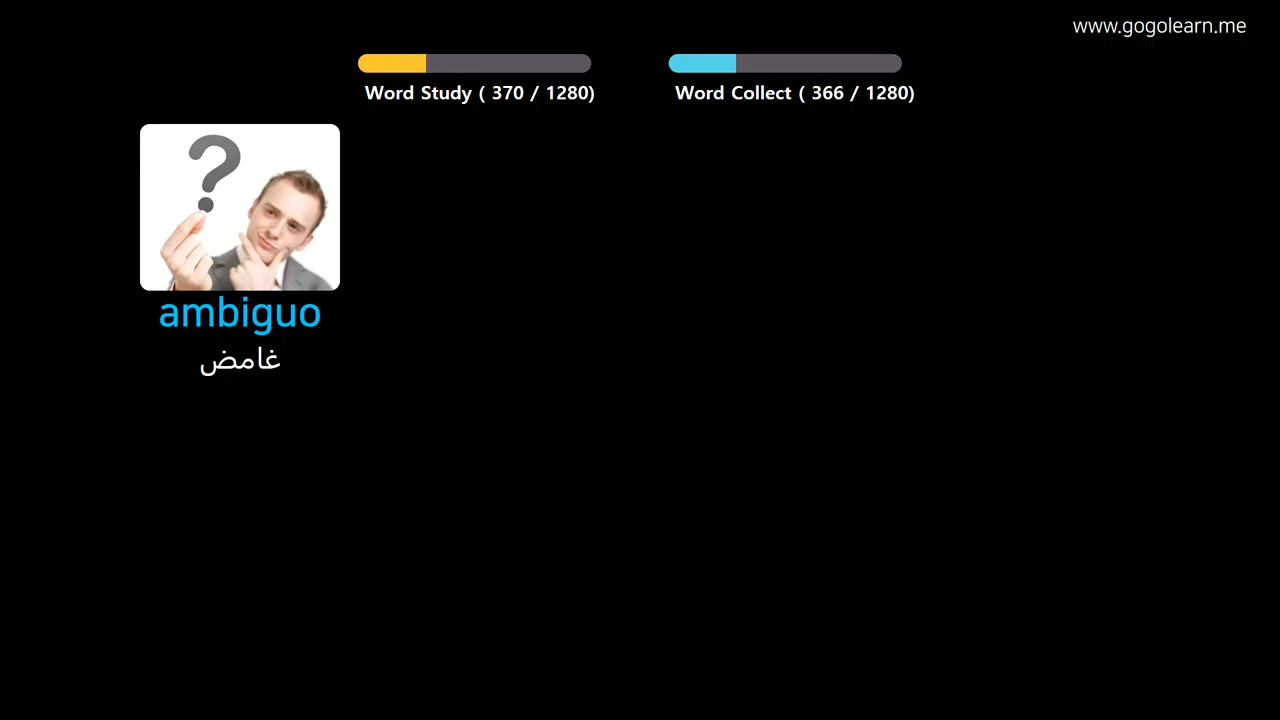 www.gogolearn.me
Word Study ( 370 / 1280)
Word Collect ( 366 / 1280)
?
ambiguo
غامض